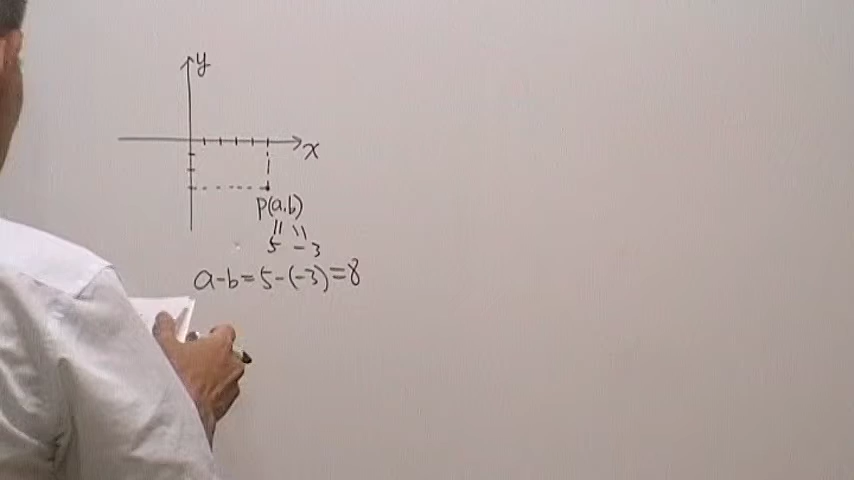 y
x
P(a,b)
= =
5 -3
a-b=5-(-3)=8